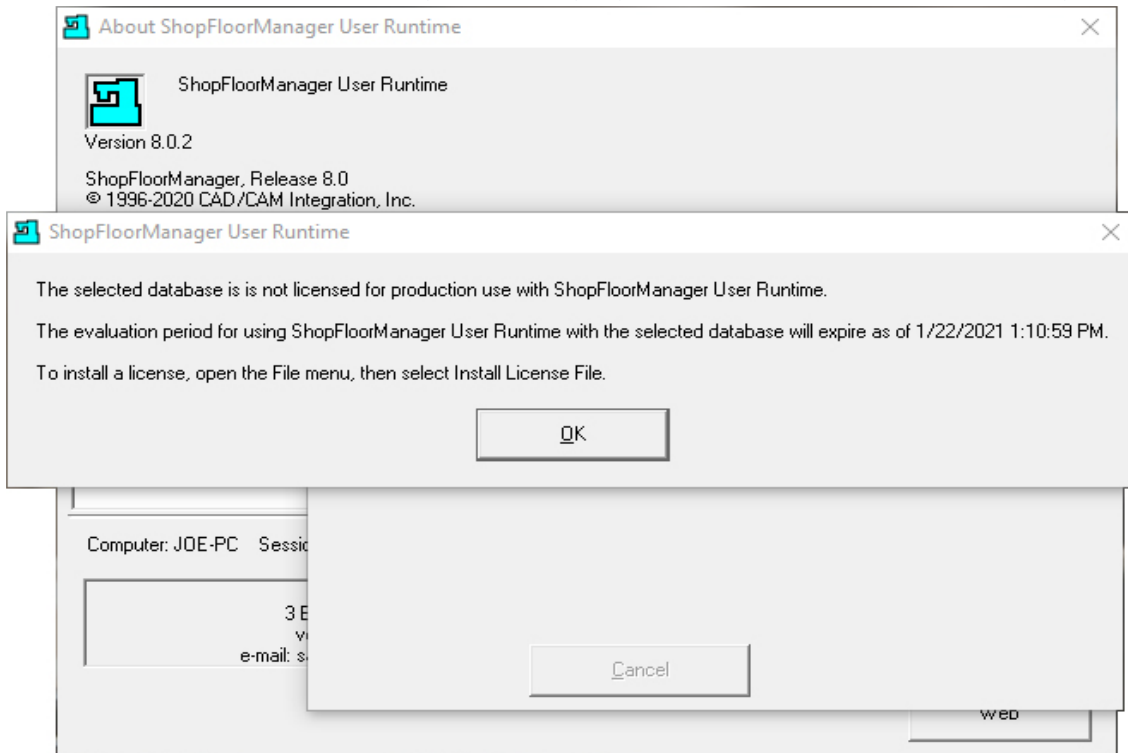 About ShopFloorManager User Runtime
ShopFloorManager User Runtime
Version 8.0.2
ShopFloorManager, Release 8.0
© 1996-2020 CAD/CAM Integration, Inc.
ShopFloorManager User Runtime
The selected database is is not licensed for production use with ShopFloorManager User Runtime.
The evaluation period for using ShopFloorManager User Runtime with the selected database will expire as of 1/22/2021 1:10:59 PM.
To install a license, open the File menu, then select Install License File.
OK
Computer: JOE-PC
3
e-mail:
Cancel
Web